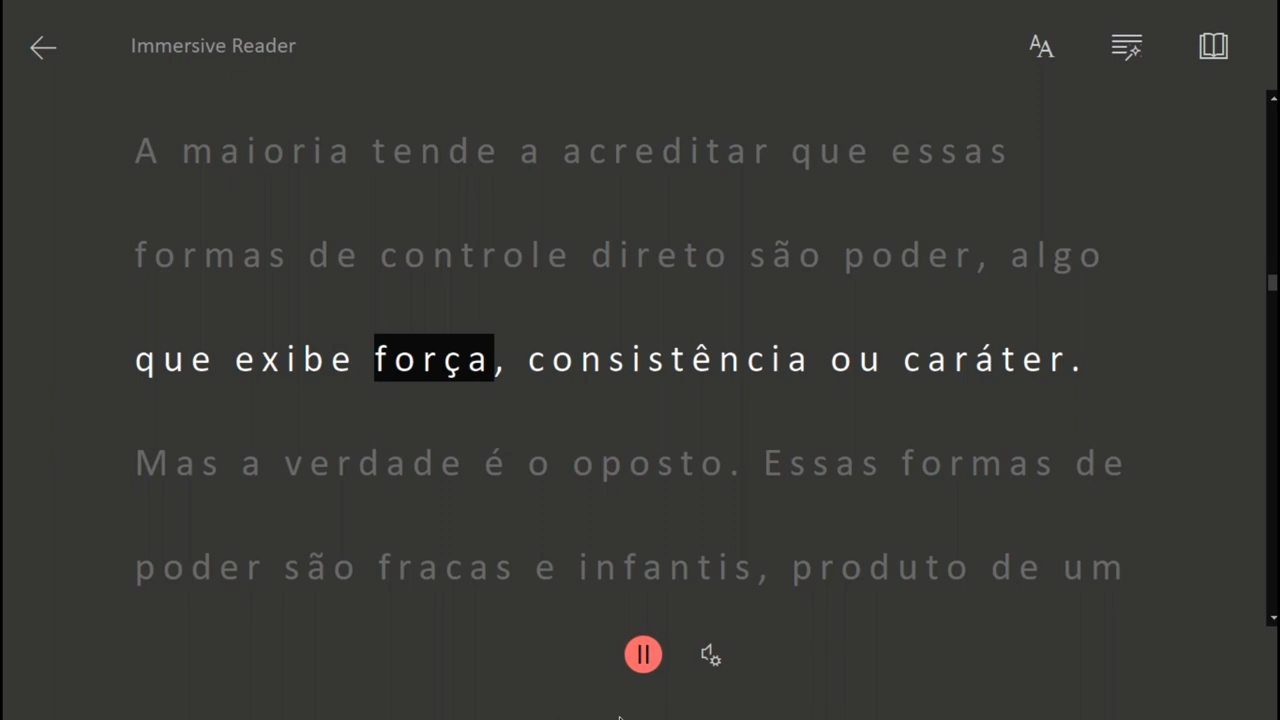 Immersive Reader
A maioria tende a acreditar que essas
formas de controle direto são poder, algo
que exibe força, consistência ou caráter.
Mas a verdade é o oposto. Essas formas de
poder são fracas e infantis, produto de um